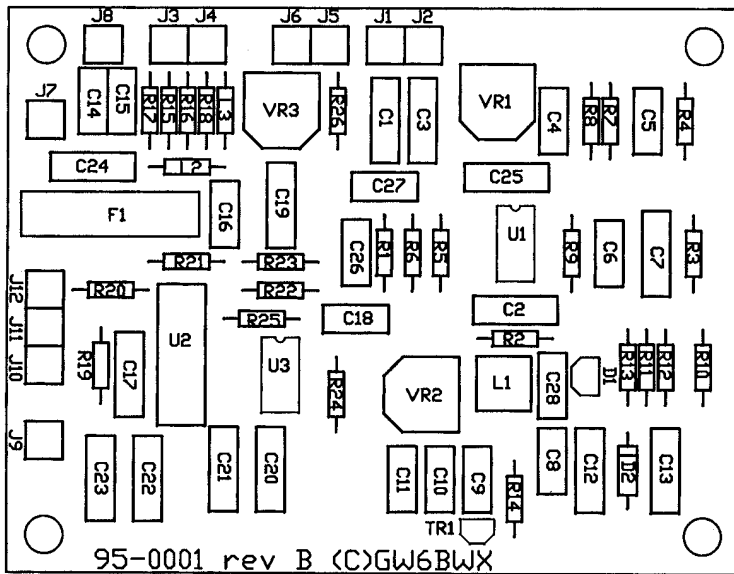 J8 J3 J4 J6 J5 J1 J2
J7 C14 C15 R17 R15 R16 R18 L3 VR3 R26 C1 C3 VR1 C4 R8 R7 C5 R4
C24 L2 C27 C25
F1 C16 C19
C26 R1 R6 R5 U1 R9 C6 C7 R3
R21 R23
J12 R20 R22
J11 U2 R25 C18 C2
J10 R19 C17 U3 R24 R2
VR2 L1 C28 D1 R13 R11 R12 R10
J9 C23 C22 C21 C20 C11 C10 C9 R14 C8 C12 D2 C13
TR1
95-0001 rev B (C)GW6BWX